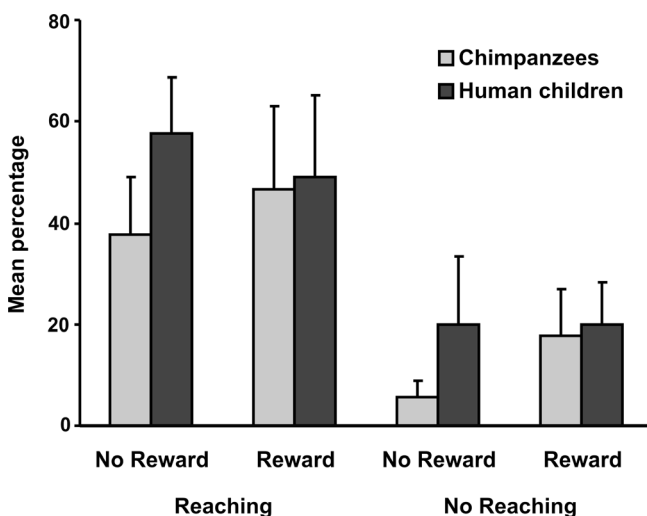 80
60
40
20
0
Mean percentage
Chimpanzees
Human children
No Reward
Reward
No Reward
Reward
Reaching
No Reaching